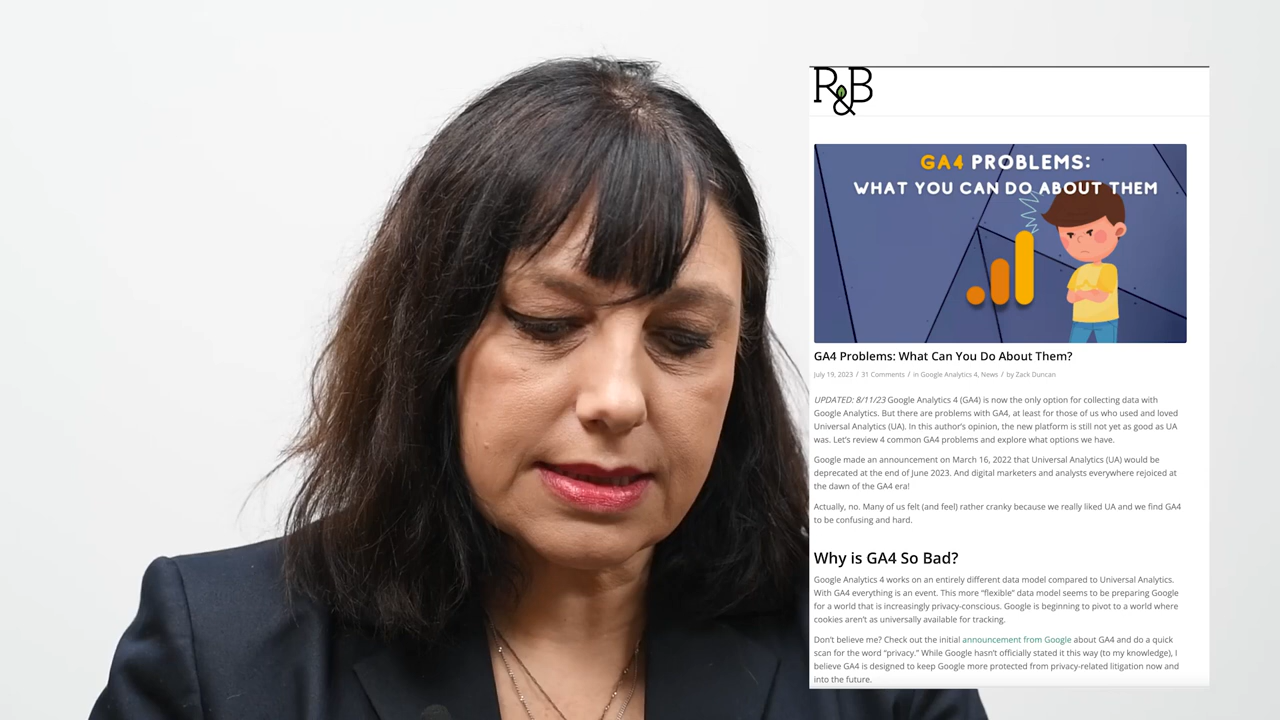 R&B
GA4 PROBLEMS:
WHAT YOU CAN DO ABOUT THEM
GA4 Problems: What Can You Do About Them?
July 19, 2023 / 31 Comments / in Google Analytics 4, News / by Zack Duncan
UPDATED: 8/11/23 Google Analytics 4 (GA4) is now the only option for collecting data with
Google Analytics. But there are problems with GA4, at least for those of us who used and loved
Universal Analytics (UA). In this author's opinion, the new platform is still not yet as good as UA
was. Let's review 4 common GA4 problems and explore what options we have.
Google made an announcement on March 16, 2022 that Universal Analytics (UA) would be
deprecated at the end of June 2023. And digital marketers and analysts everywhere rejoiced at
the dawn of the GA4 era!
Actually, no. Many of us felt (and feel) rather cranky because we really liked UA and we find GA4
to be confusing and hard.
Why is GA4 So Bad?
Google Analytics 4 works on an entirely different data model compared to Universal Analytics.
With GA4 everything is an event. This more "flexible" data model seems to be preparing Google
for a world that is increasingly privacy-conscious. Google is beginning to pivot to a world where
cookies aren't as universally available for tracking.
Don't believe me? Check out the initial announcement from Google about GA4 and do a quick
scan for the word "privacy." While Google hasn't officially stated it this way (to my knowledge), I
believe GA4 is designed to keep Google more protected from privacy-related litigation now and
into the future.